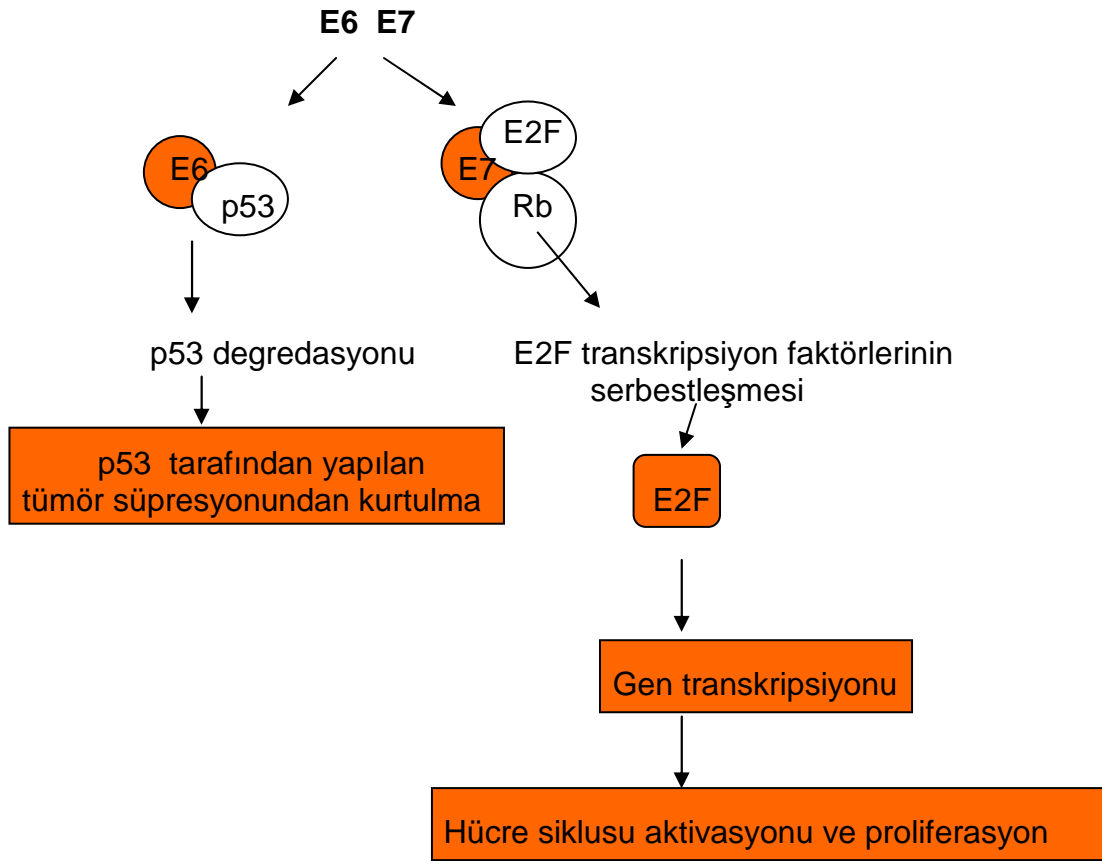 E6 E7
E6
p53
E2F
E7
Rb
p53 degredasyonu
E2F transkripsiyon faktörlerinin
serbestleşmesi
p53 tarafından yapılan
tümör süpresyonundan kurtulma
E2F
Gen transkripsiyonu
Hücre siklusu aktivasyonu ve proliferasyon